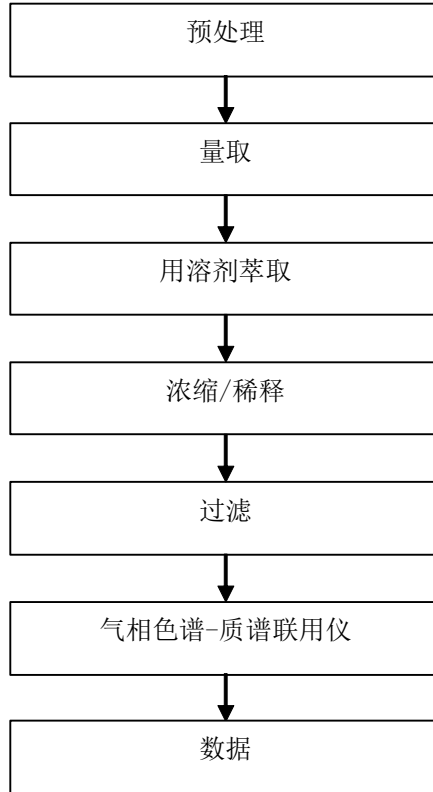 预处理
量取
用溶剂萃取
浓缩/稀释
过滤
气相色谱-质谱联用仪
数据